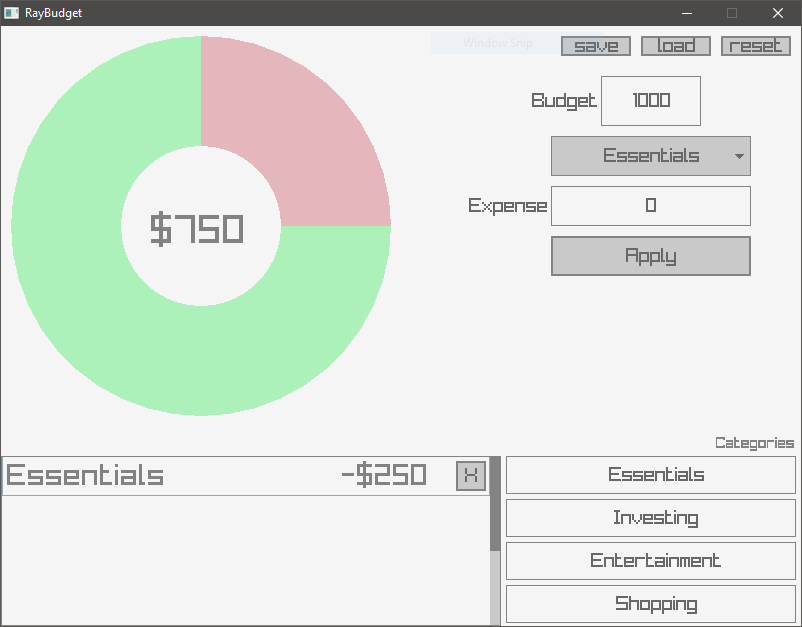 RayBudget
Window Snip
save load reset
Budget 1000
Essentials
Expense 0
Apply
$750
Categories
Essentials -$250 X
Essentials
Investing
Entertainment
Shopping